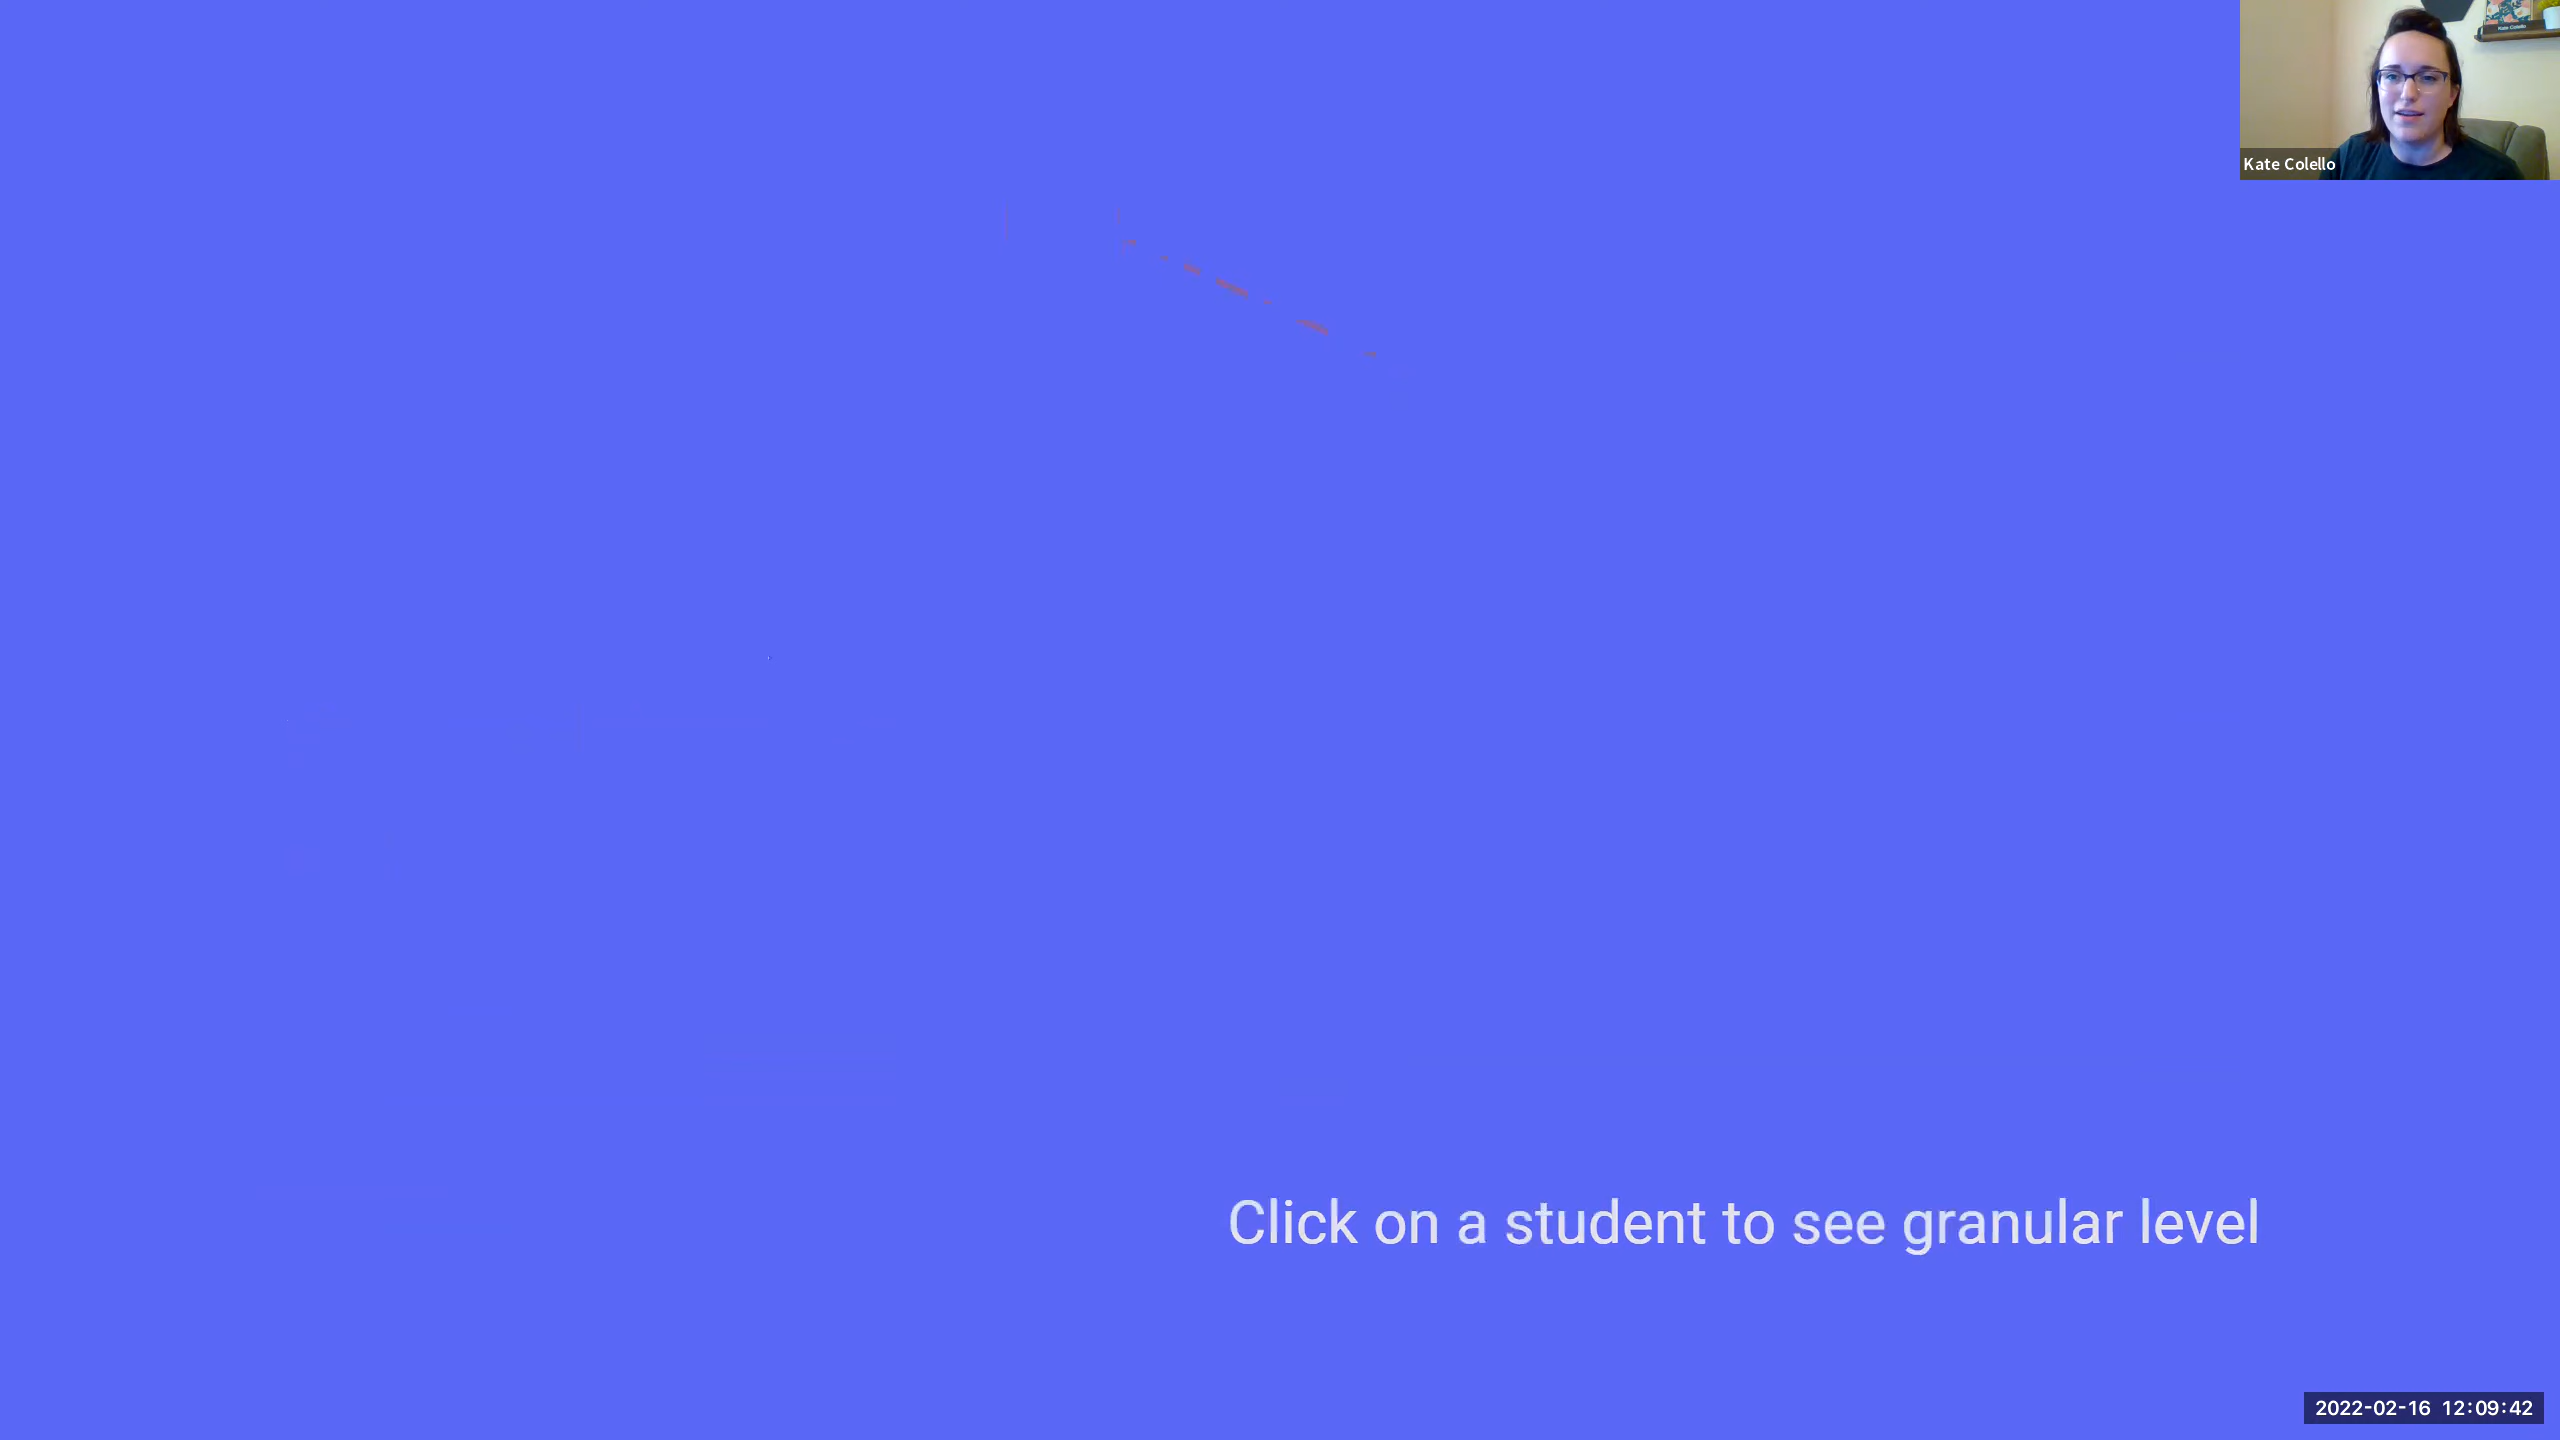 Kate Colello
Click on a student to see granular level
2022-02-16 12:09:42